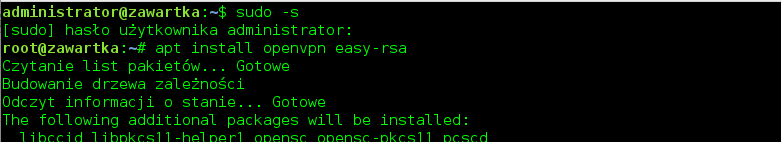 administrator@zawartka:~$ sudo -s
[sudo] hasło użytkownika administrator:
root@zawartka:~# apt install openvpn easy-rsa
Czytanie list pakietów... Gotowe
Budowanie drzewa zależności
Odczyt informacji o stanie... Gotowe
The following additional packages will be installed:
libccid libpkcs11-helper1 opensc opensc-pkcs11 pcscd